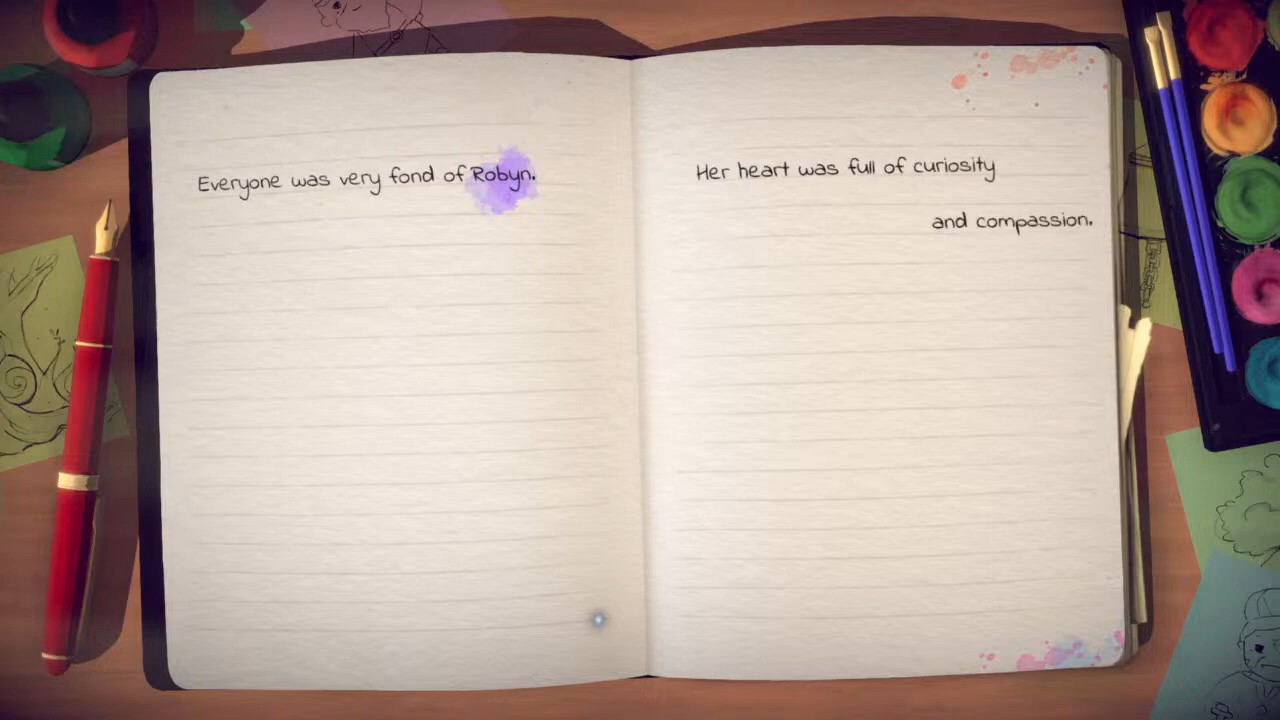 Everyone was very fond of Robyn.
Her heart was full of curiosity
and compassion.